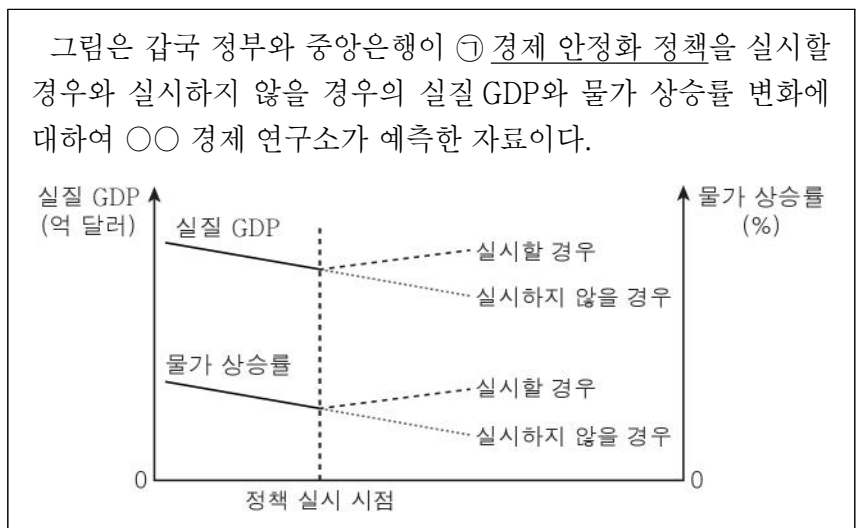 그림은 갑국 정부와 중앙은행이 ㉠ 경제 안정화 정책을 실시할
경우와 실시하지 않을 경우의 실질 GDP와 물가 상승률 변화에
대하여 ○○ 경제 연구소가 예측한 자료이다.
실질 GDP
(억 달러)
물가 상승률
(%)
실질 GDP
실시할 경우
실시하지 않을 경우
물가 상승률
실시할 경우
실시하지 않을 경우
0
0
정책 실시 시점